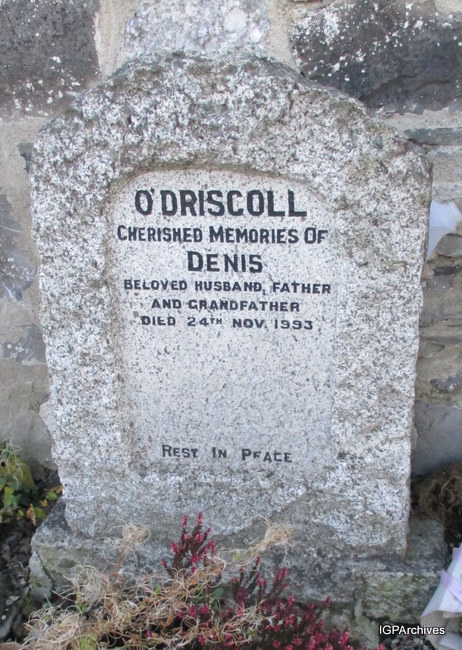 O'DRISCOLL
CHERISHED MEMORIES OF
DENIS
BELOVED HUSBAND, FATHER
AND GRANDFATHER
DIED 24TH NOV. 1993
REST IN PEACE
IGPArchives